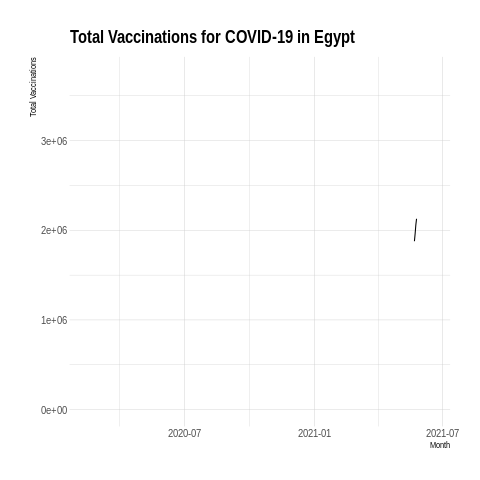 Total Vaccinations for COVID-19 in Egypt
Total Vaccinations
3e+06
2e+06
1e+06
0e+00
2020-07 2021-01 2021-07
Month